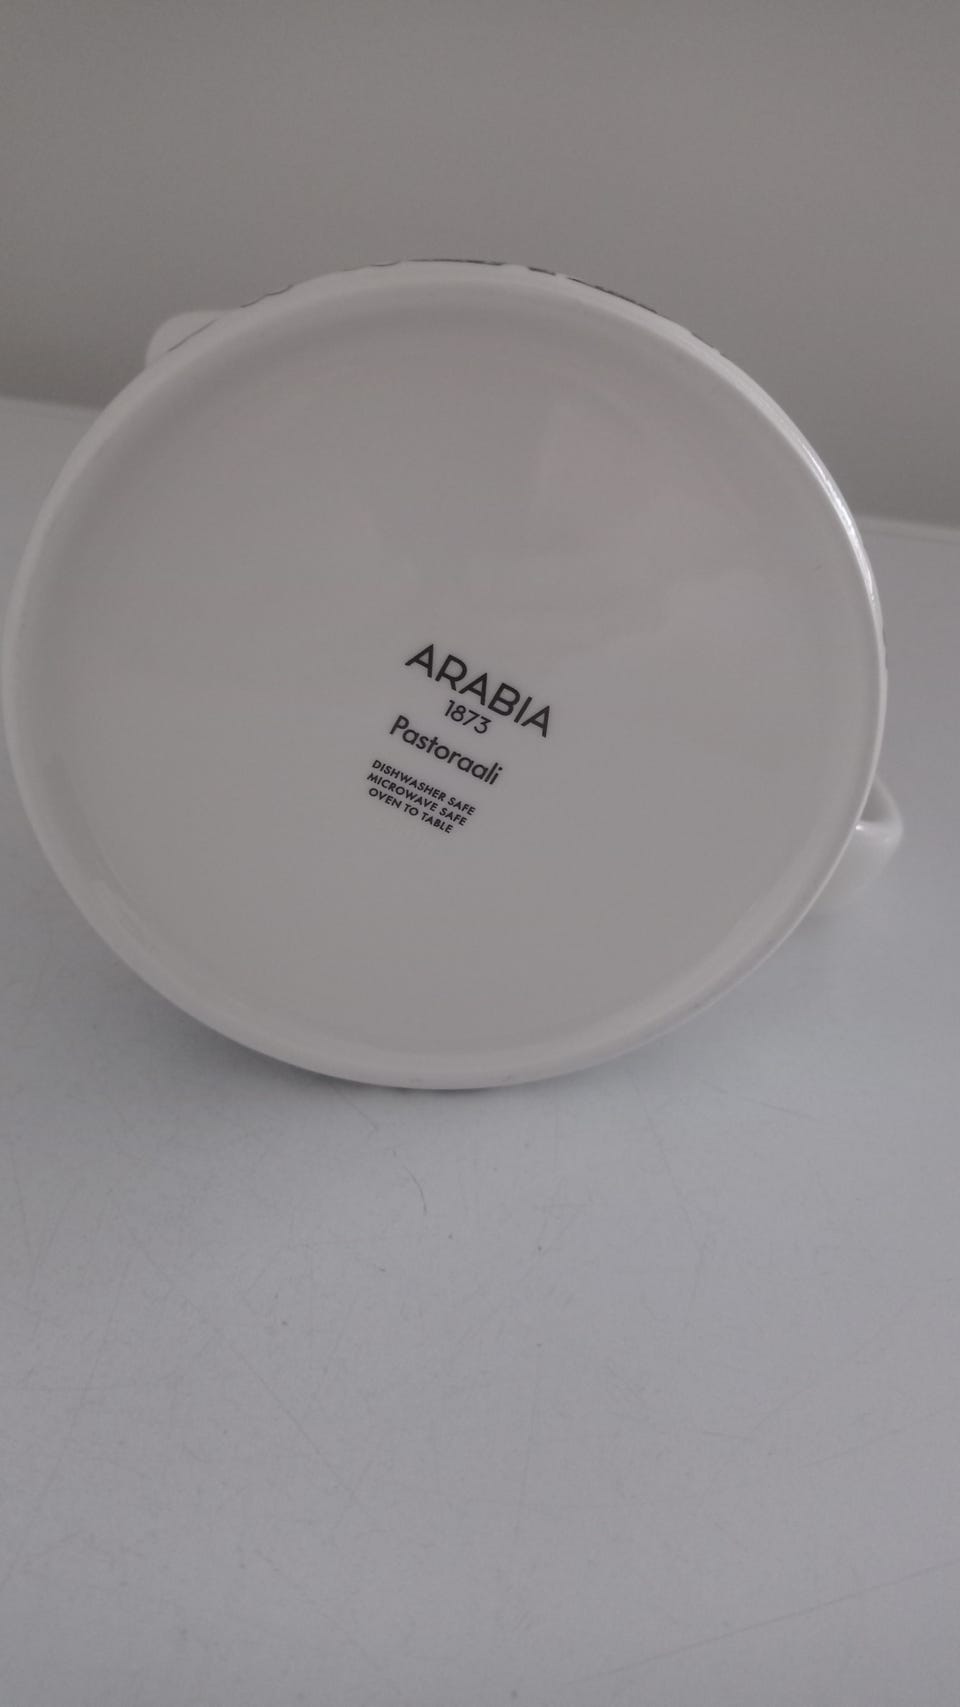 ARABIA
1873
Pastoraali
DISHWASHER SAFE
MICROWAVE SAFE
OVEN TO TABLE